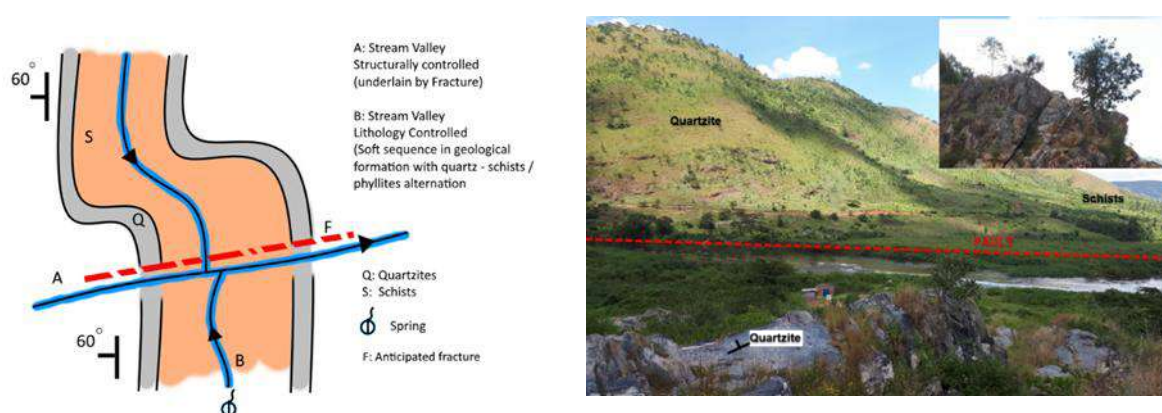 60°
S
Q
A
F
60°
B
A: Stream Valley
Structurally controlled
(underlain by Fracture)
B: Stream Valley
Lithology Controlled
(Soft sequence in geological
formation with quartz - schists /
phyllites alternation
Q: Quartzites
S: Schists
Spring
F: Anticipated fracture
Quartzite
Schists
FAULT
Quartzite